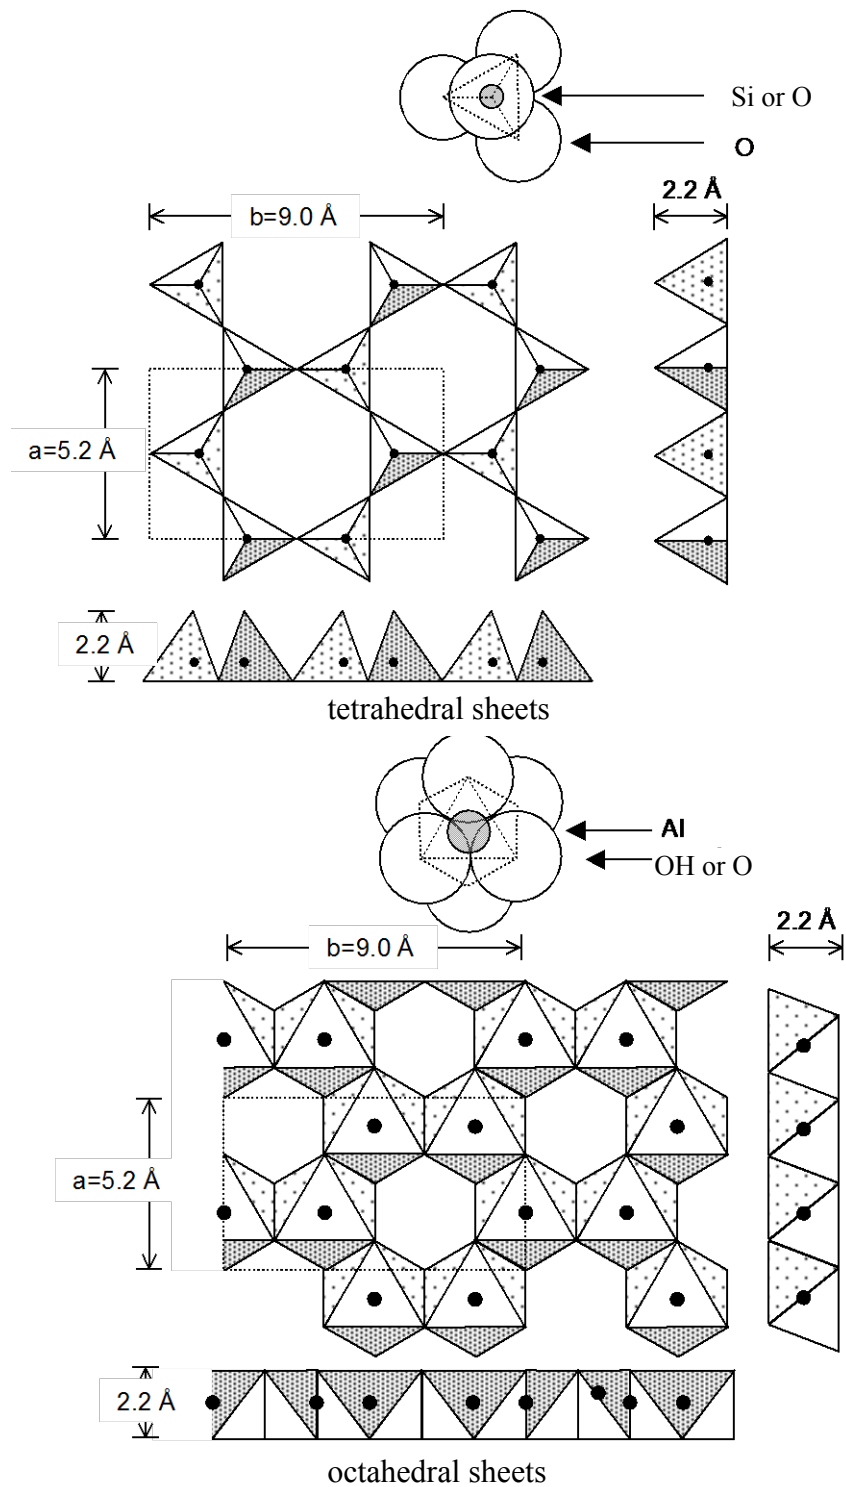 Si or O
O
2.2 Å
b=9.0 Å
a=5.2 Å
2.2 Å
tetrahedral sheets
Al
OH or O
2.2 Å
b=9.0 Å
a=5.2 Å
2.2 Å
octahedral sheets